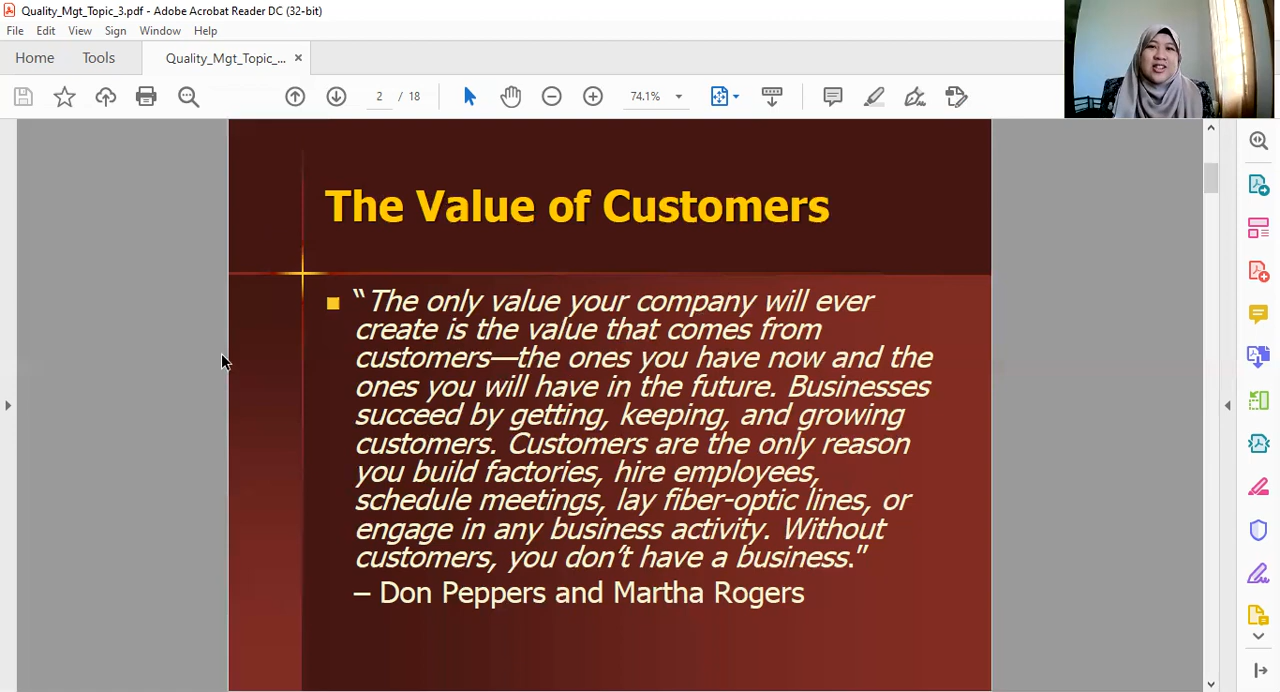 Quality_Mgt_Topic_3.pdf - Adobe Acrobat Reader DC (32-bit)
File Edit View Sign Window Help
Home Tools Quality_Mgt_Topic_... ×
2 / 18 74.1%
The Value of Customers
“The only value your company will ever
create is the value that comes from
customers—the ones you have now and the
ones you will have in the future. Businesses
succeed by getting, keeping, and growing
customers. Customers are the only reason
you build factories, hire employees,
schedule meetings, lay fiber-optic lines, or
engage in any business activity. Without
customers, you don’t have a business.”
– Don Peppers and Martha Rogers